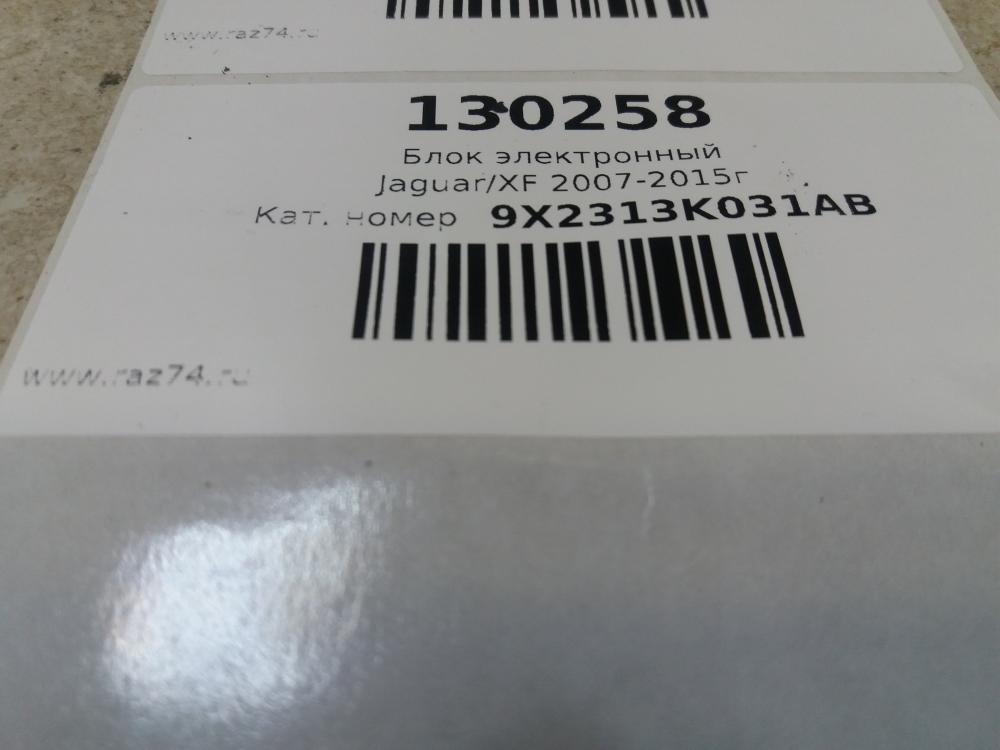 www.raz74.ru
130258
Блок электронный
Jaguar/XF 2007-2015г
Кат. номер 9X2313K031AB
www.raz74.ru